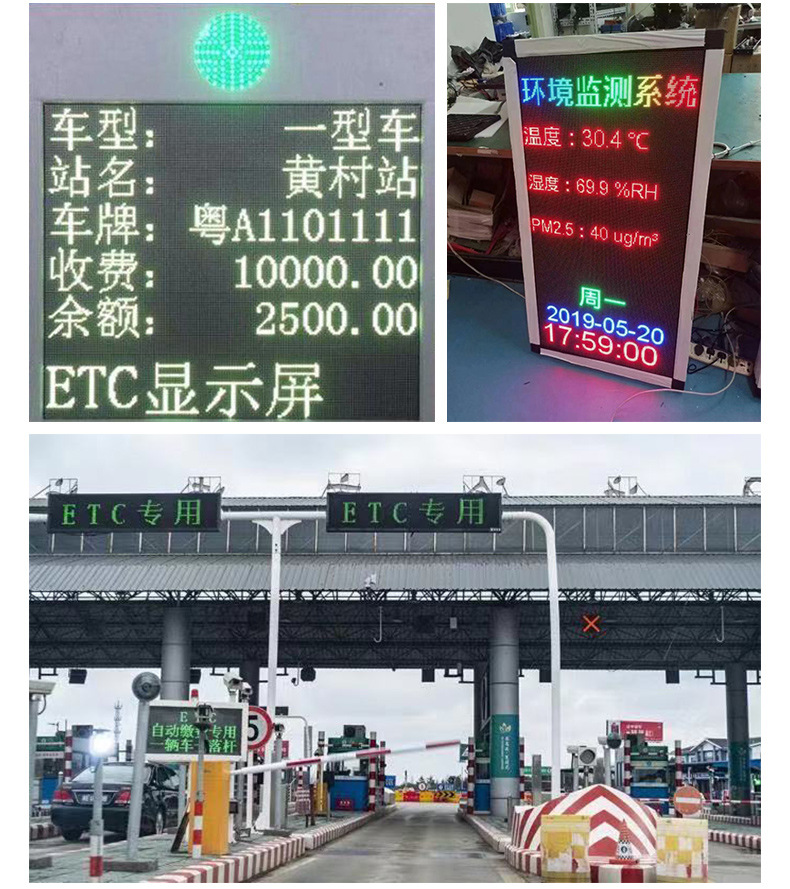 车型： 一型车
站名： 黄村站
车牌： 粤A1101111
收费： 10000.00
余额： 2500.00
ETC显示屏
环境监测系统
温度：30.4 ℃
湿度：69.9 %RH
PM2.5：40 ug/m³
周一
2019-05-20
17:59:00
ETC专用
ETC专用
ETC
自动缴费专用
一辆车一落杆
5